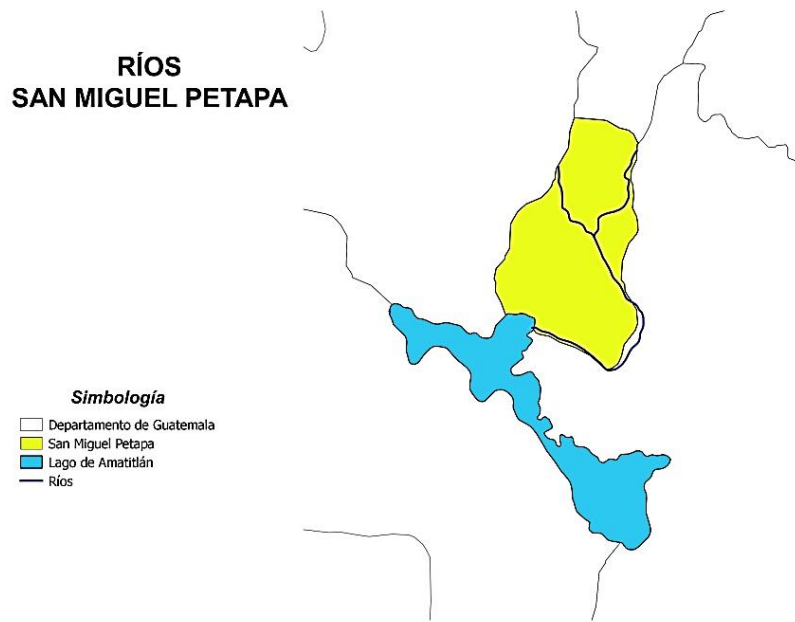 RÍOS
SAN MIGUEL PETAPA
Simbología
Departamento de Guatemala
San Miguel Petapa
Lago de Amatitlán
Ríos